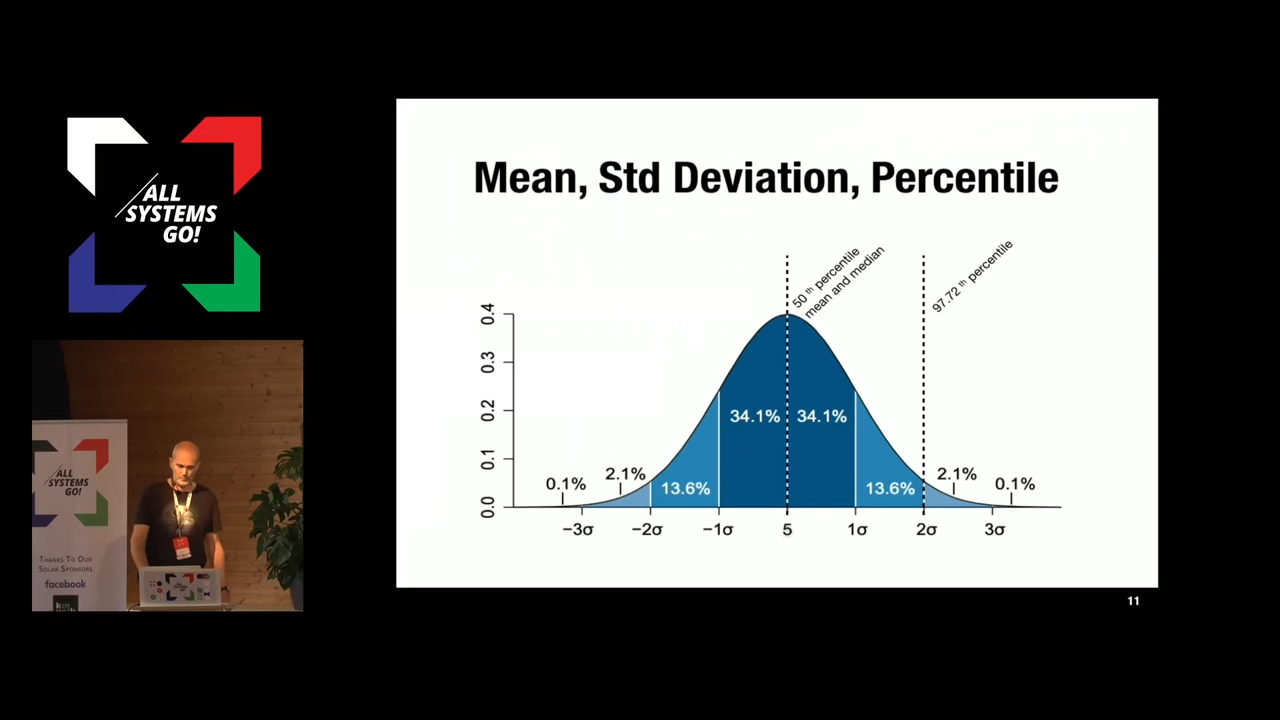 ALL
SYSTEMS
GO!
Mean, Std Deviation, Percentile
50 th percentile
mean and median
97.72 th percentile
0.4
0.3
0.2
0.1
0.0
0.1%
2.1%
13.6%
34.1%
34.1%
13.6%
2.1%
0.1%
−3σ
−2σ
−1σ
5
1σ
2σ
3σ
11
ALL
SYSTEMS
GO!
THANKS TO OUR
SOLAR SPONSORS
facebook